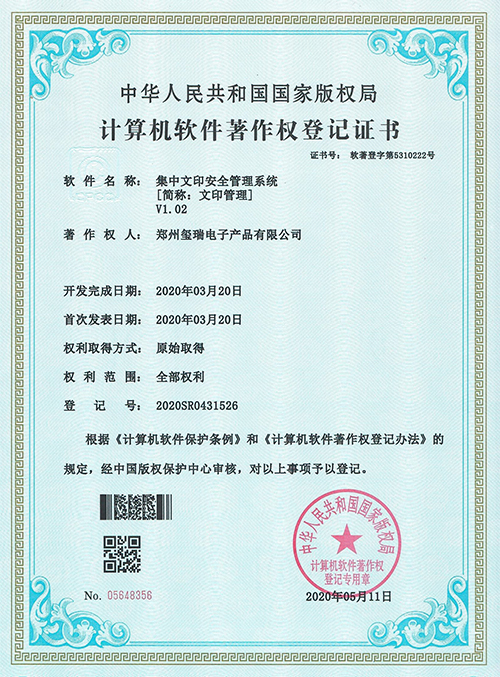 中华人民共和国国家版权局
计算机软件著作权登记证书
证书号： 软著登字第5310222号
软件名称： 集中文印安全管理系统
[简称：文印管理]
V1.02
著作权人： 郑州玺瑞电子产品有限公司
开发完成日期： 2020年03月20日
首次发表日期： 2020年03月20日
权利取得方式： 原始取得
权利范围： 全部权利
登记号： 2020SR0431526
根据《计算机软件保护条例》和《计算机软件著作权登记办法》的
规定，经中国版权保护中心审核，对以上事项予以登记。
中华人民共和国国家版权局
计算机软件著作权
登记专用章
No. 05648356
2020年05月11日